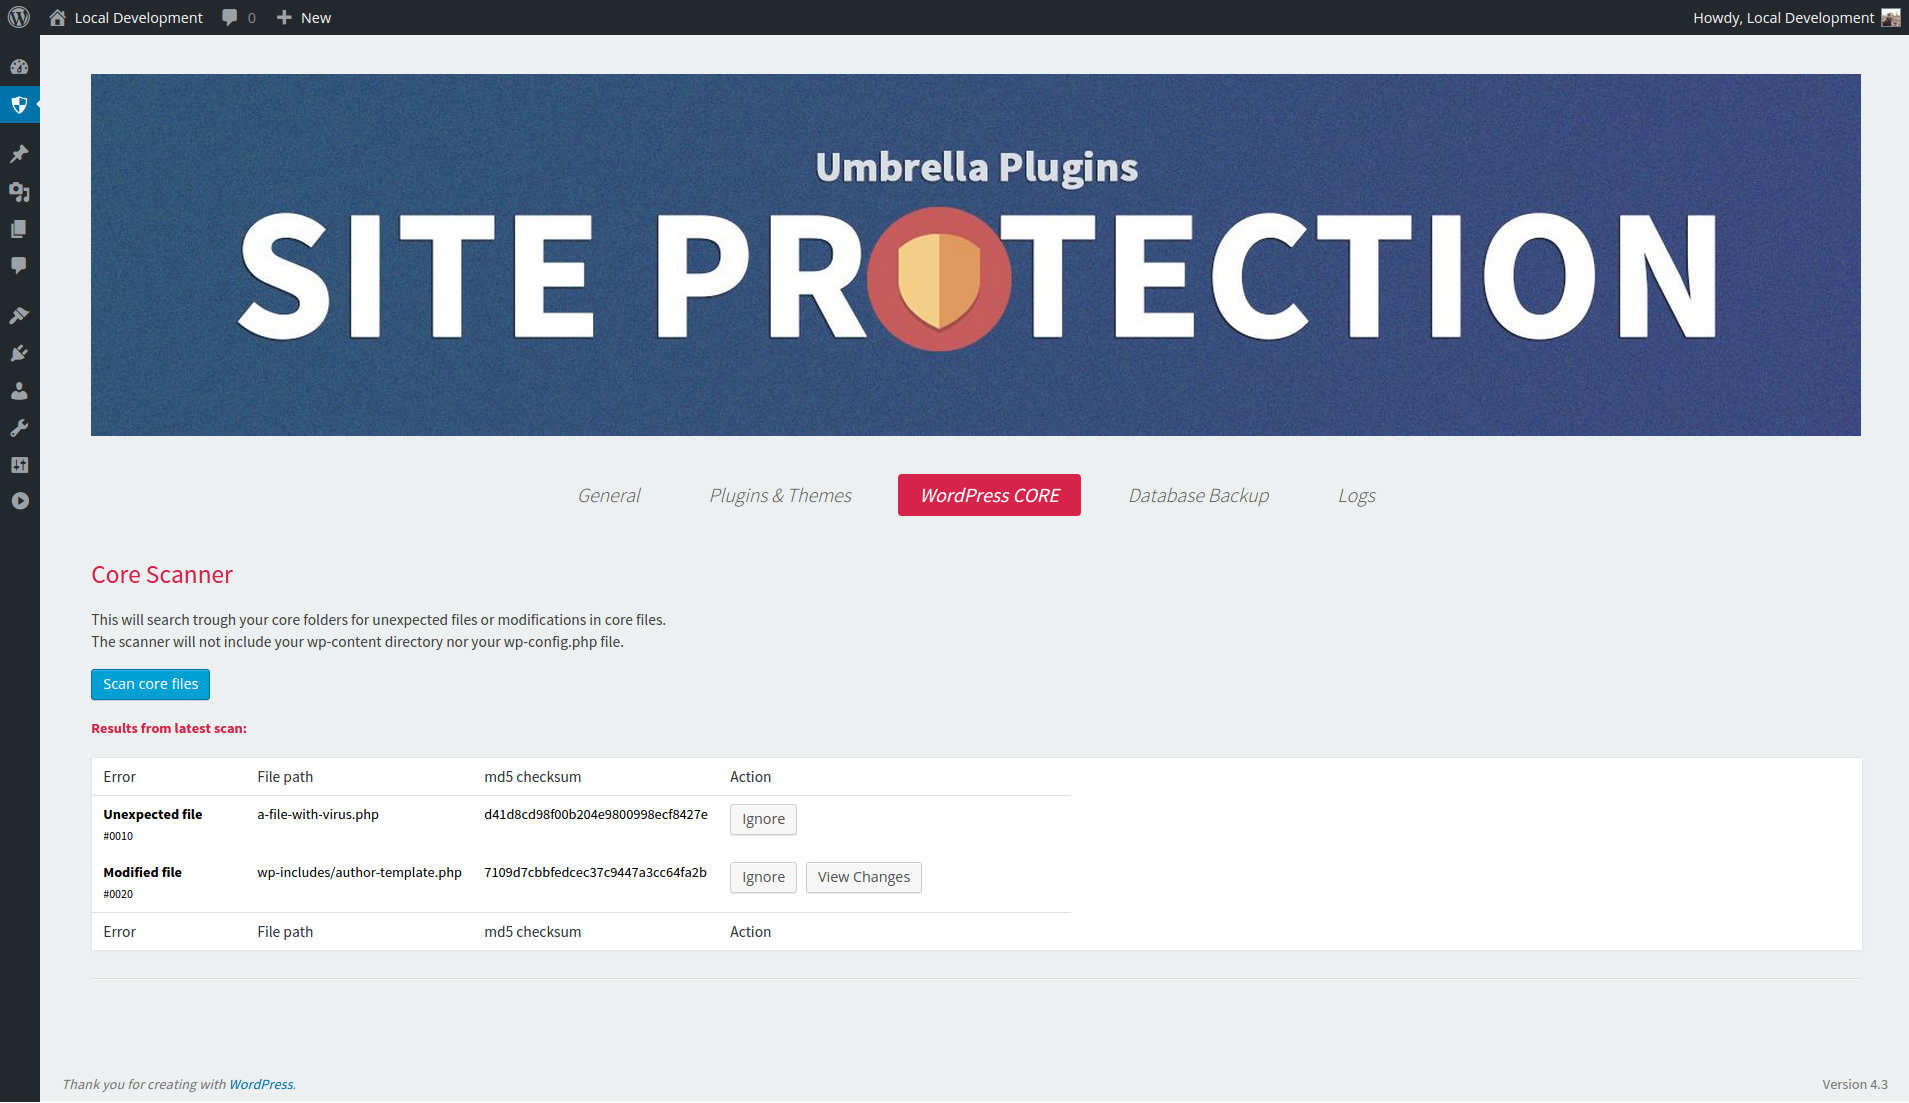 Local Development 0 New Howdy, Local Development
Umbrella Plugins
SITE PROTECTION
General Plugins & Themes WordPress CORE Database Backup Logs
Core Scanner
This will search trough your core folders for unexpected files or modifications in core files.
The scanner will not include your wp-content directory nor your wp-config.php file.
Scan core files
Results from latest scan:
Error File path md5 checksum Action
Unexpected file a-file-with-virus.php d41d8cd98f00b204e9800998ecf8427e Ignore
#0010
Modified file wp-includes/author-template.php 7109d7cbbfedcec37c9447a3cc64fa2b Ignore View Changes
#0020
Error File path md5 checksum Action
Thank you for creating with WordPress. Version 4.3